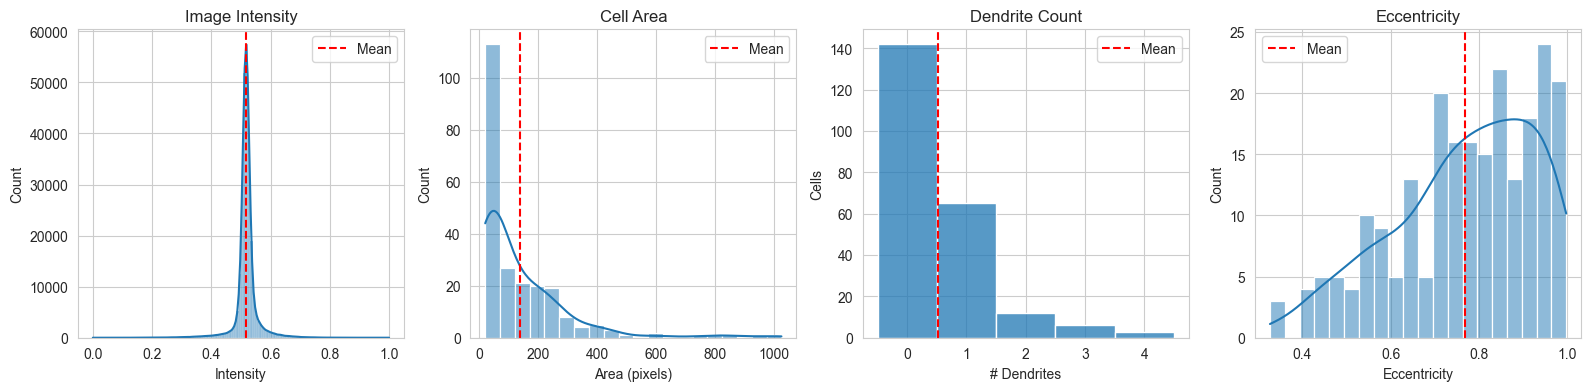 Image Intensity
Mean
60000
50000
40000
30000
20000
10000
0
Count
0.0 0.2 0.4 0.6 0.8 1.0
Intensity
Cell Area
Mean
100
80
60
40
20
0
Count
0 200 400 600 800 1000
Area (pixels)
Dendrite Count
Mean
140
120
100
80
60
40
20
0
Cells
0 1 2 3 4
# Dendrites
Eccentricity
Mean
25
20
15
10
5
0
Count
0.4 0.6 0.8 1.0
Eccentricity